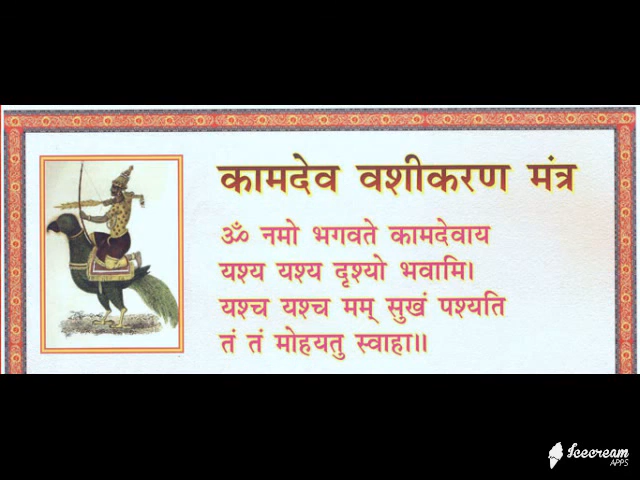 कामदेव वशीकरण मंत्र
ॐ नमो भगवते कामदेवाय
यश्य यश्य दृश्यो भवामि।
यश्च यश्च मम् सुखं पश्यति
तं तं मोहयतु स्वाहा॥
Icecream
APPS